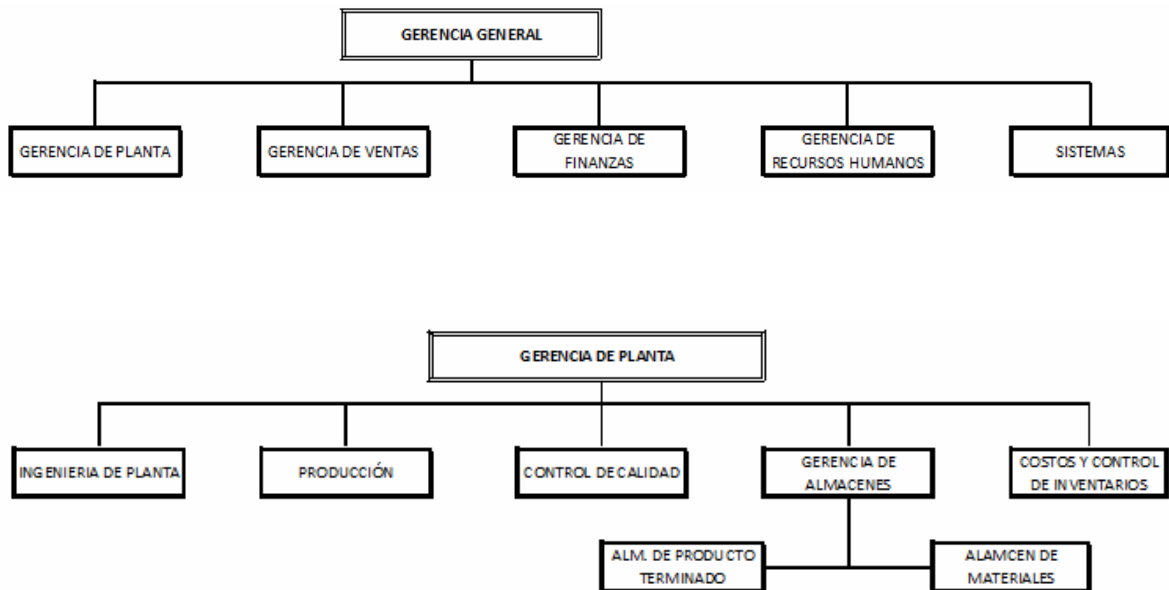 GERENCIA GENERAL
GERENCIA DE PLANTA
GERENCIA DE VENTAS
GERENCIA DE
FINANZAS
GERENCIA DE
RECURSOS HUMANOS
SISTEMAS
GERENCIA DE PLANTA
INGENIERIA DE PLANTA
PRODUCCIÓN
CONTROL DE CALIDAD
GERENCIA DE
ALMACENES
COSTOS Y CONTROL
DE INVENTARIOS
ALM. DE PRODUCTO
TERMINADO
ALAMCEN DE
MATERIALES